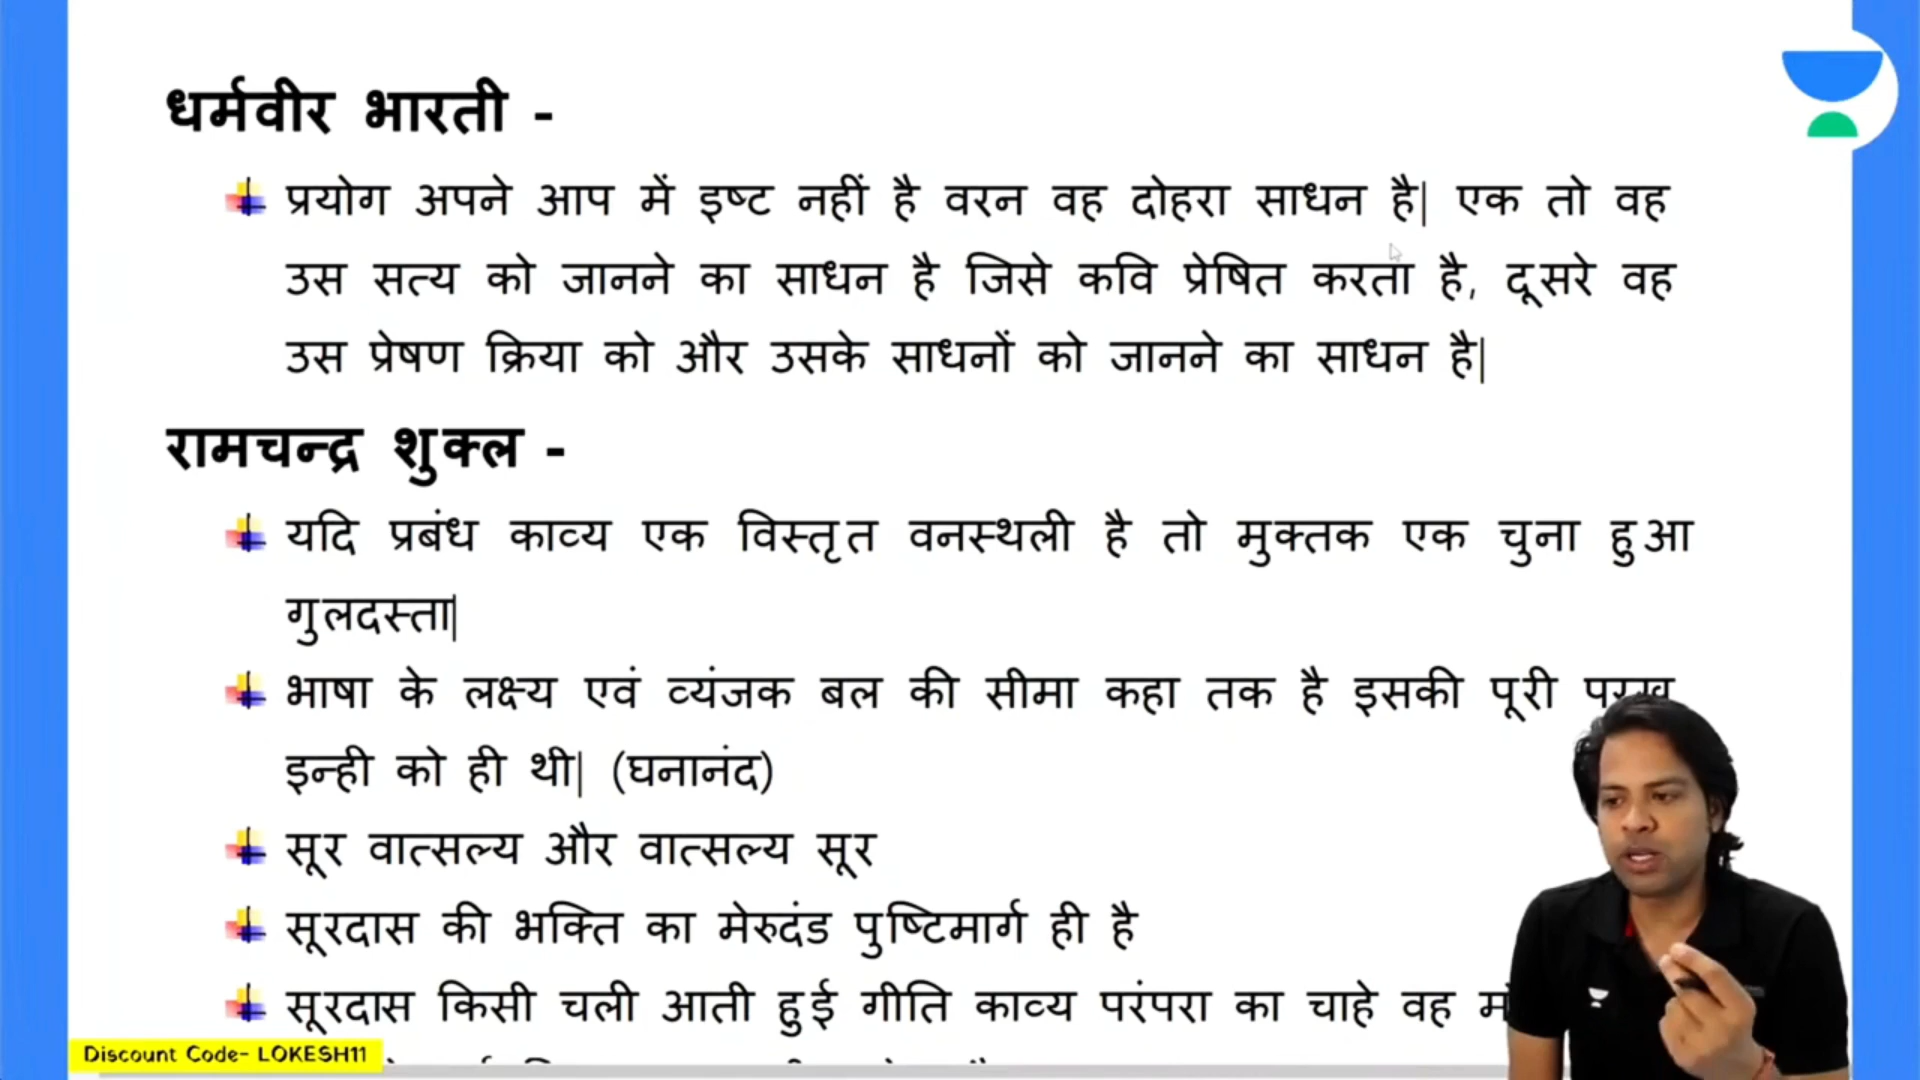 धर्मवीर भारती -
प्रयोग अपने आप में इष्ट नहीं है वरन वह दोहरा साधन है| एक तो वह
उस सत्य को जानने का साधन है जिसे कवि प्रेषित करता है, दूसरे वह
उस प्रेषण क्रिया को और उसके साधनों को जानने का साधन है|
रामचन्द्र शुक्ल -
यदि प्रबंध काव्य एक विस्तृत वनस्थली है तो मुक्तक एक चुना हुआ
गुलदस्ता|
भाषा के लक्ष्य एवं व्यंजक बल की सीमा कहा तक है इसकी पूरी परख
इन्ही को ही थी| (घनानंद)
सूर वात्सल्य और वात्सल्य सूर
सूरदास की भक्ति का मेरुदंड पुष्टिमार्ग ही है
सूरदास किसी चली आती हुई गीति काव्य परंपरा का चाहे वह
Discount Code- LOKESH11